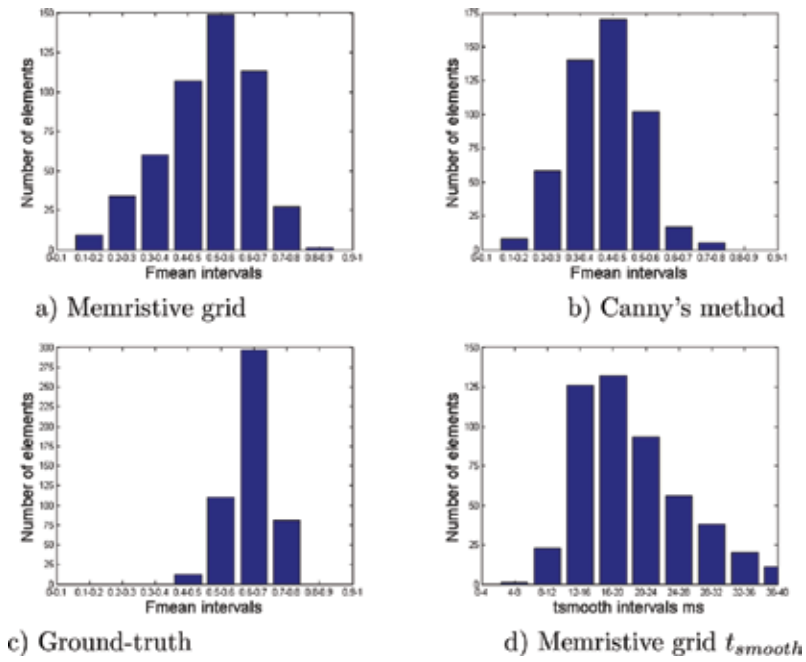 150
125
100
75
50
25
0
Number of elements
0-0.1 0.1-0.2 0.2-0.3 0.3-0.4 0.4-0.5 0.5-0.6 0.6-0.7 0.7-0.8 0.8-0.9 0.9-1
Fmean intervals
a) Memristive grid
175
150
125
100
75
50
25
0
Number of elements
0-0.1 0.1-0.2 0.2-0.3 0.3-0.4 0.4-0.5 0.5-0.6 0.6-0.7 0.7-0.8 0.8-0.9 0.9-1
Fmean intervals
b) Canny's method
300
275
250
225
200
175
150
125
100
75
50
25
0
Number of elements
0-0.1 0.1-0.2 0.2-0.3 0.3-0.4 0.4-0.5 0.5-0.6 0.6-0.7 0.7-0.8 0.8-0.9 0.9-1
Fmean intervals
c) Ground-truth
150
125
100
75
50
25
0
Number of elements
0-4 4-8 8-12 12-16 16-20 20-24 24-28 28-32 32-36 36-40
tsmooth intervals ms
d) Memristive grid tsmooth